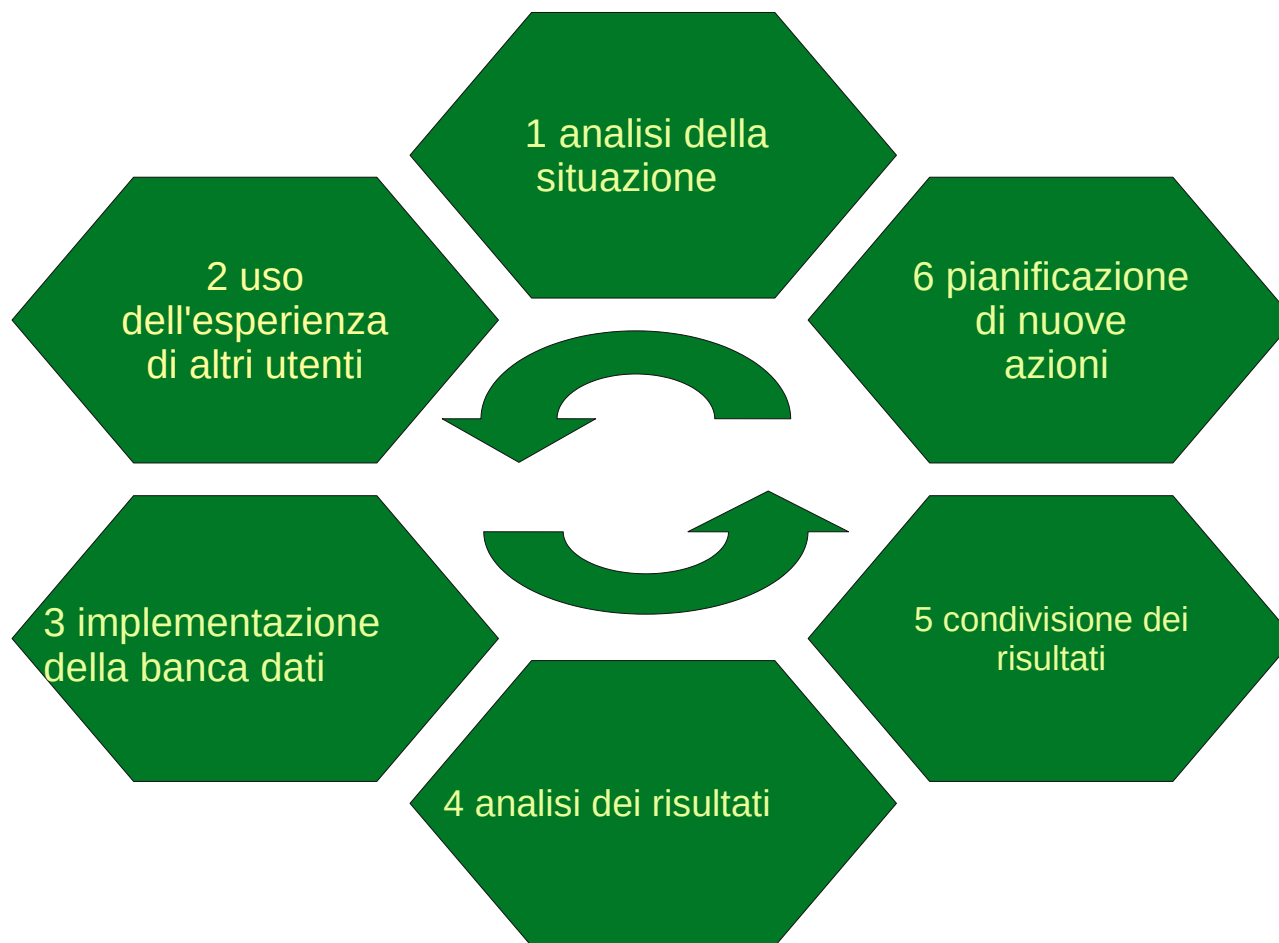 1 analisi della
situazione
2 uso
dell'esperienza
di altri utenti
3 implementazione
della banca dati
4 analisi dei risultati
5 condivisione dei
risultati
6 pianificazione
di nuove
azioni